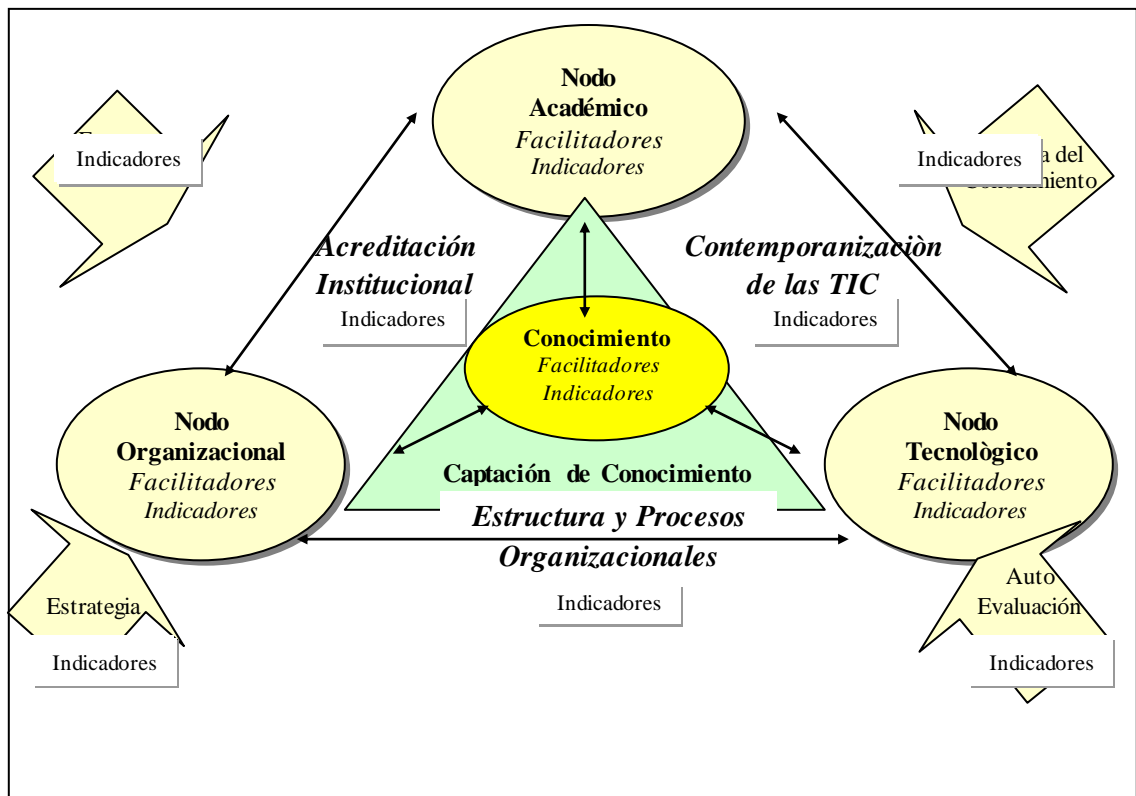 Nodo
Académico
Facilitadores
Indicadores
Indicadores
Indicadores
del
Conocimiento
Acreditación
Institucional
Indicadores
Contemporanizaciòn
de las TIC
Indicadores
Conocimiento
Facilitadores
Indicadores
Nodo
Organizacional
Facilitadores
Indicadores
Nodo
Tecnològico
Facilitadores
Indicadores
Captación de Conocimiento
Estructura y Procesos
Organizacionales
Indicadores
Estrategia
Indicadores
Auto
Evaluación
Indicadores